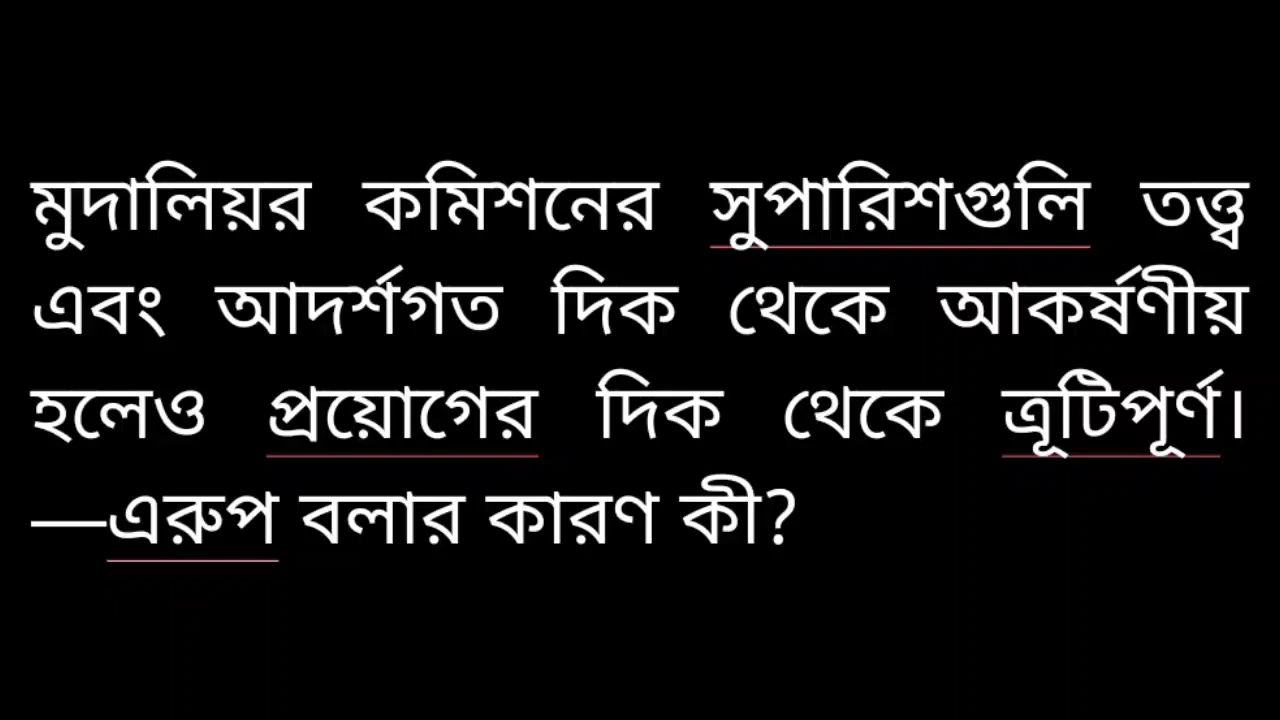 মুদালিয়র কমিশনের সুপারিশগুলি তত্ত্ব
এবং আদর্শগত দিক থেকে আকর্ষণীয়
হলেও প্রয়োগের দিক থেকে ত্রূটিপূর্ণ।
—এরুপ বলার কারণ কী?